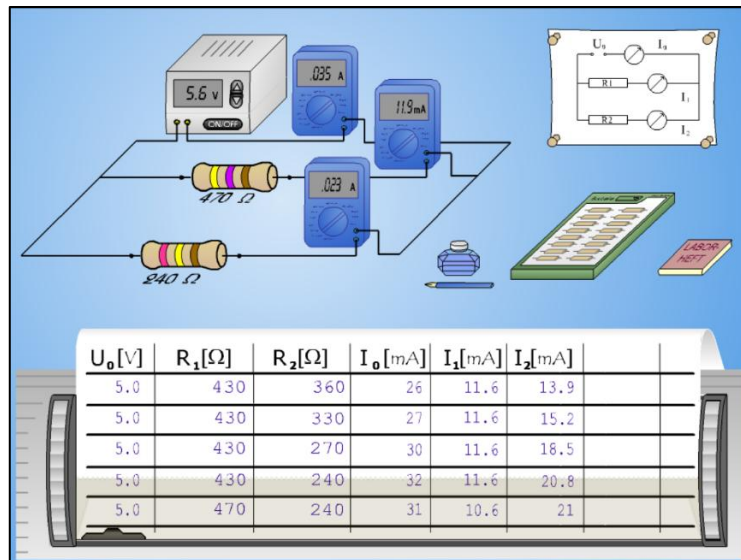 5.6 V
ON/OFF
.035 A
11.9mA
.023 A
470 Ω
240 Ω
U₀ I₀
R1 I₁
R2 I₂
LABOR-
HEFT
U₀[V] R₁[Ω] R₂[Ω] I₀[mA] I₁[mA] I₂[mA]
5.0 430 360 26 11.6 13.9
5.0 430 330 27 11.6 15.2
5.0 430 270 30 11.6 18.5
5.0 430 240 32 11.6 20.8
5.0 470 240 31 10.6 21